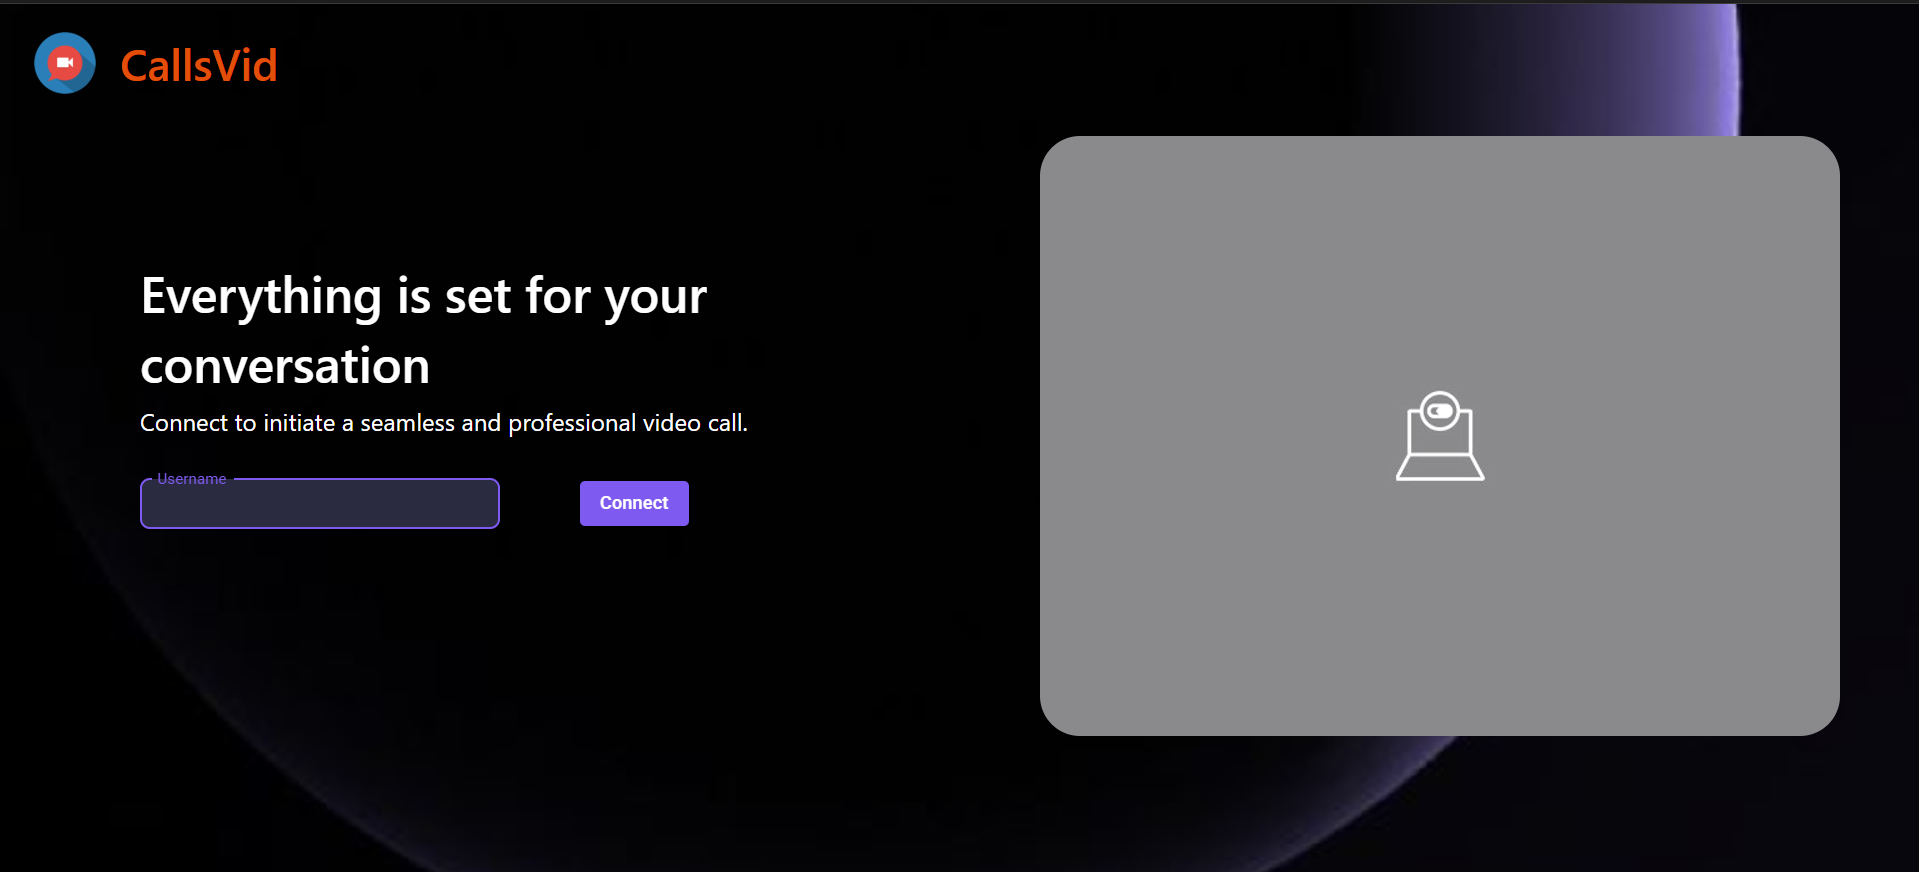 CallsVid
Everything is set for your
conversation
Connect to initiate a seamless and professional video call.
Username
Connect